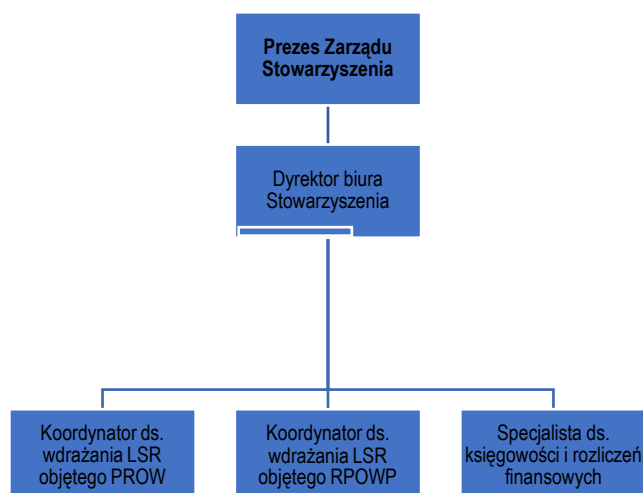 Prezes Zarządu
Stowarzyszenia
Dyrektor biura
Stowarzyszenia
Koordynator ds.
wdrażania LSR
objętego PROW
Koordynator ds.
wdrażania LSR
objętego RPOWP
Specjalista ds.
księgowości i rozliczeń
finansowych